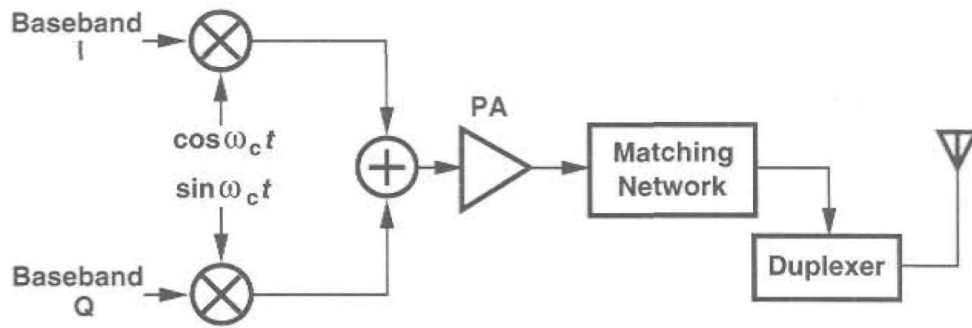 Baseband
I
cos ω_c t
sin ω_c t
Baseband
Q
PA
Matching
Network
Duplexer